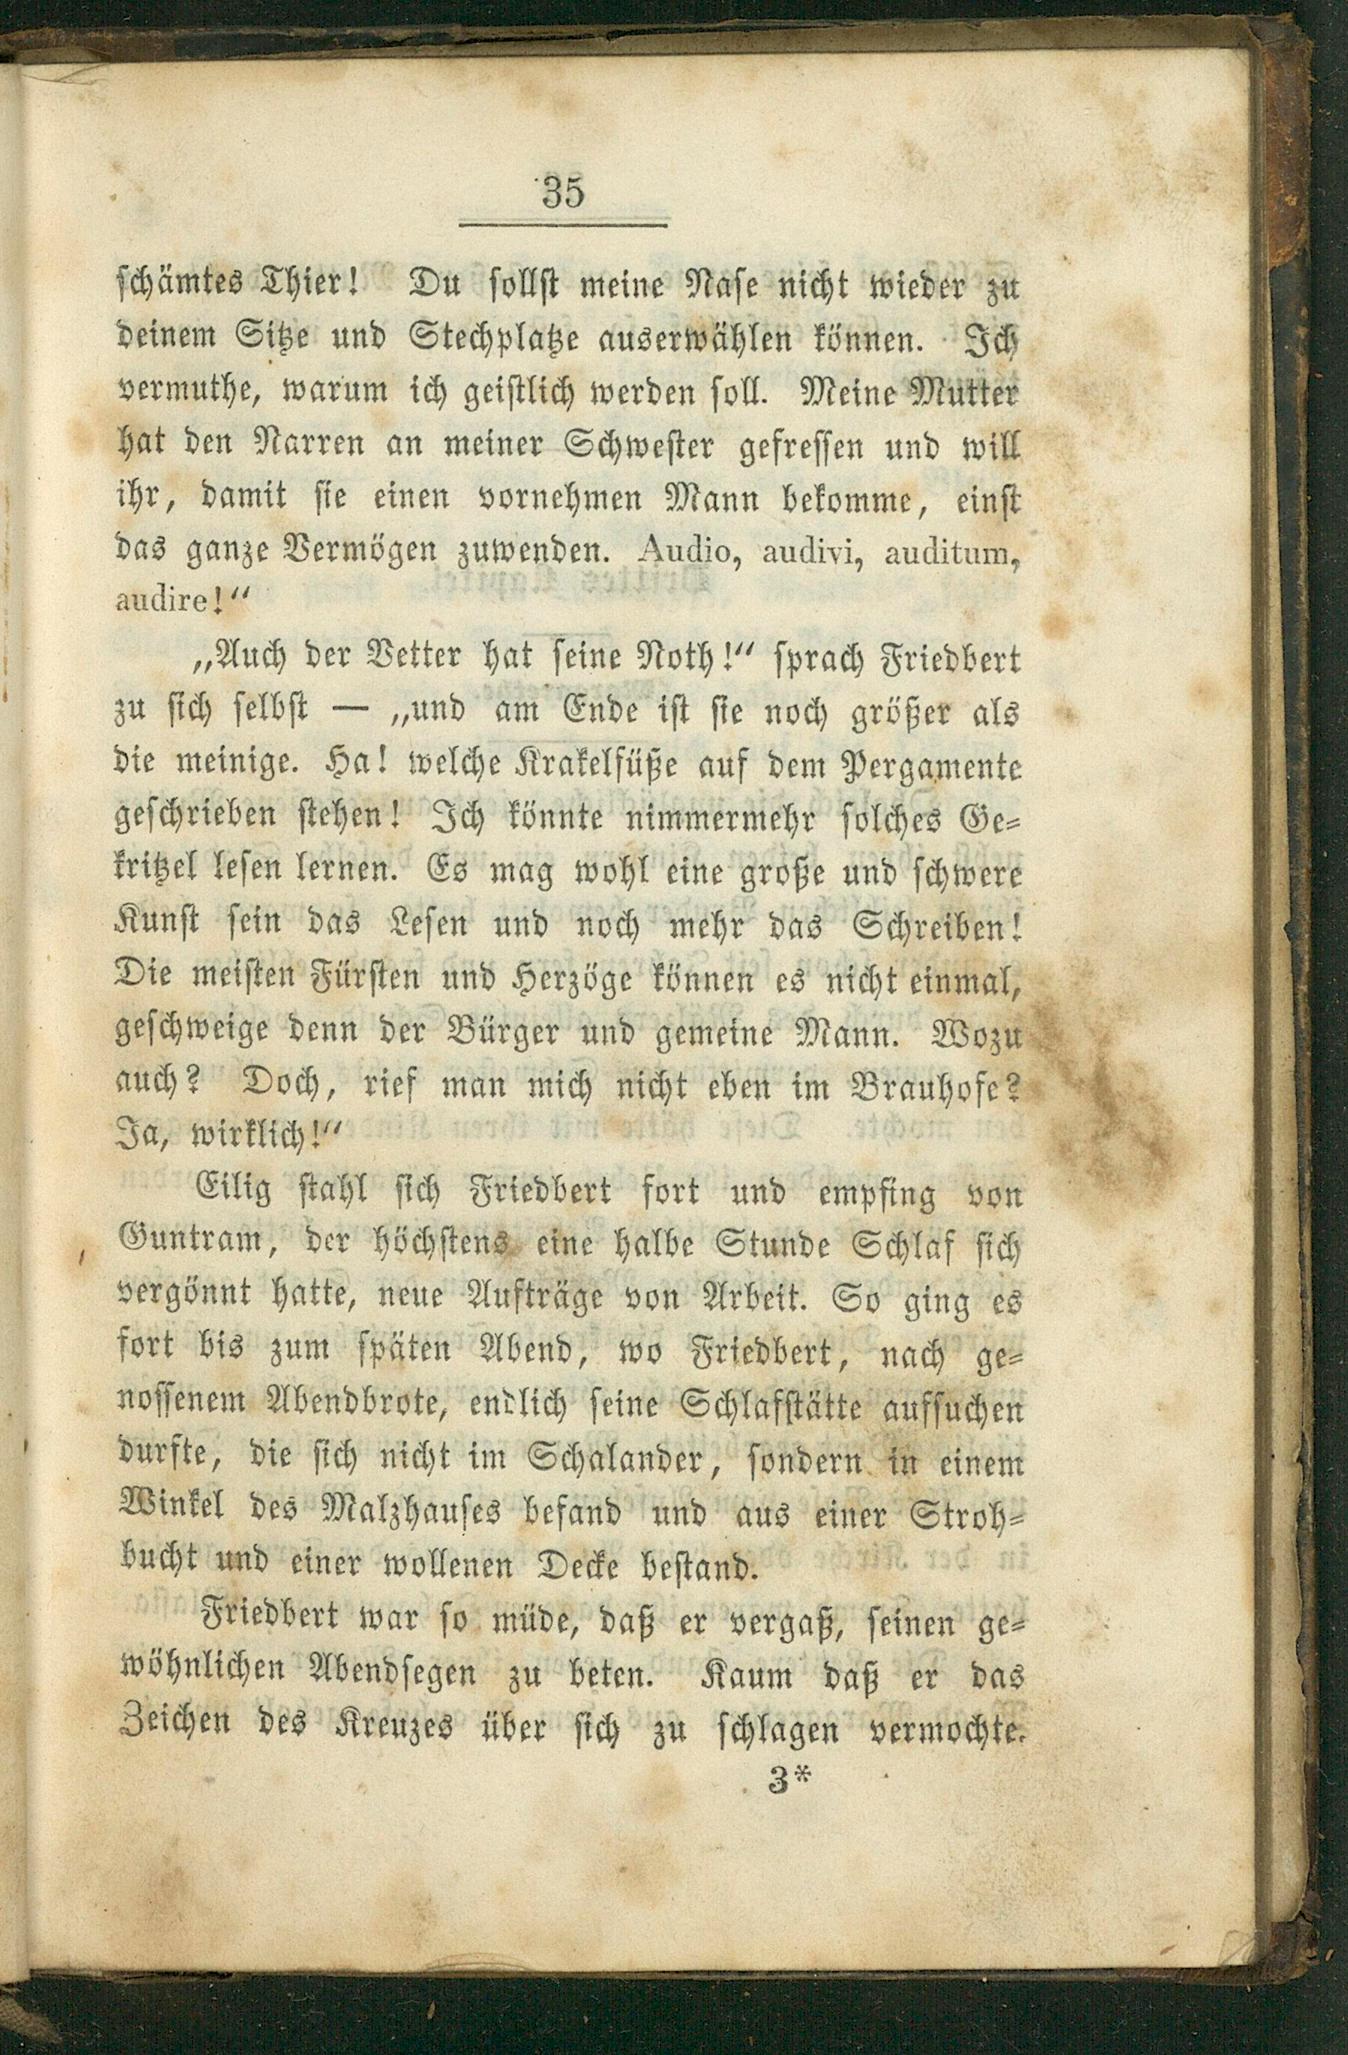 35
schämtes Thier! Du sollst meine Nase nicht wieder zu
deinem Sitze und Stechplatze auserwählen können. Ich
vermuthe, warum ich geistlich werden soll. Meine Mutter
hat den Narren an meiner Schwester gefressen und will
ihr, damit sie einen vornehmen Mann bekomme, einst
das ganze Vermögen zuwenden. Audio, audivi, auditum,
audire!“
„Auch der Vetter hat seine Noth!“ sprach Friedbert
zu sich selbst — „und am Ende ist sie noch größer als
die meinige. Ha! welche Krakelfüße auf dem Pergamente
geschrieben stehen! Ich könnte nimmermehr solches Ge-
kritzel lesen lernen. Es mag wohl eine große und schwere
Kunst sein das Lesen und noch mehr das Schreiben!
Die meisten Fürsten und Herzöge können es nicht einmal,
geschweige denn der Bürger und gemeine Mann. Wozu
auch? Doch, rief man mich nicht eben im Brauhofe?
Ja, wirklich!“
Eilig stahl sich Friedbert fort und empfing von
Guntram, der höchstens eine halbe Stunde Schlaf sich
vergönnt hatte, neue Aufträge von Arbeit. So ging es
fort bis zum späten Abend, wo Friedbert, nach ge-
nossenem Abendbrote, endlich seine Schlafstätte aufsuchen
durfte, die sich nicht im Schalander, sondern in einem
Winkel des Malzhauses befand und aus einer Stroh-
bucht und einer wollenen Decke bestand.
Friedbert war so müde, daß er vergaß, seinen ge-
wöhnlichen Abendsegen zu beten. Kaum daß er das
Zeichen des Kreuzes über sich zu schlagen vermochte.
3*